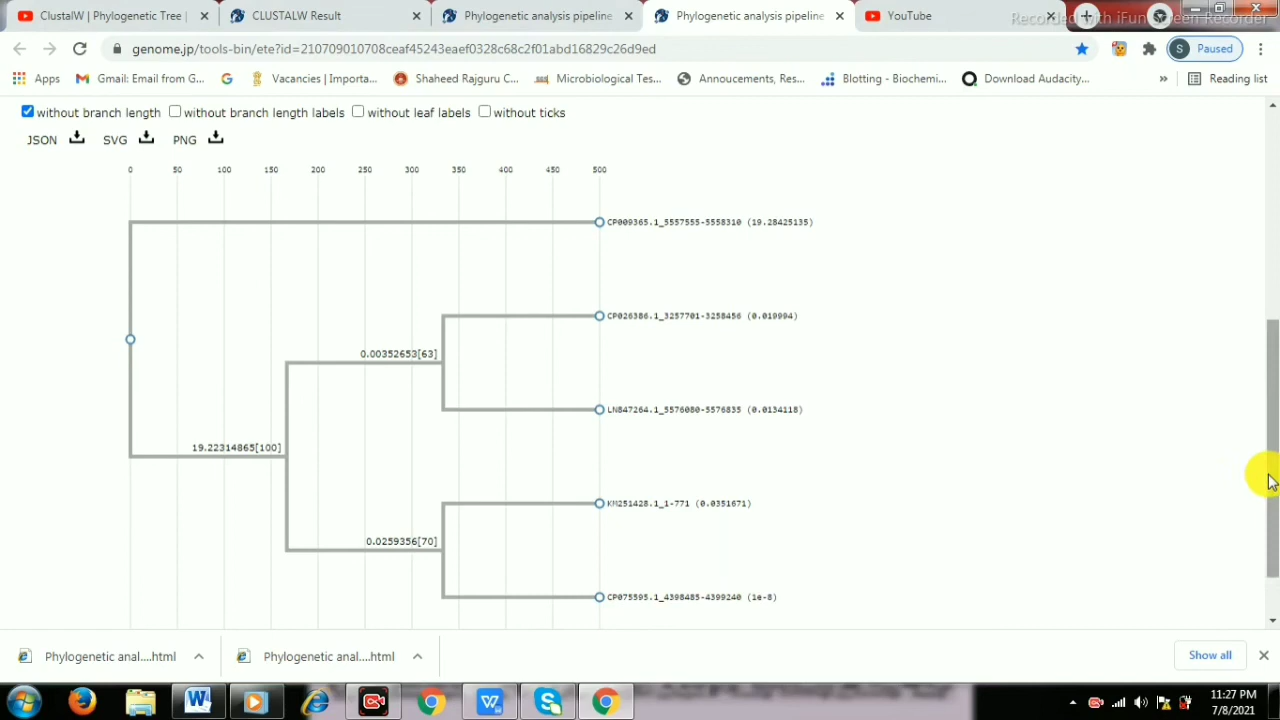 ClustalW | Phylogenetic Tree |
CLUSTALW Result
Phylogenetic analysis pipeline
Phylogenetic analysis pipeline
YouTube
Recorded with iFun Screen Recorder
genome.jp/tools-bin/ete?id=210709010708ceaf45243eaef0328c68c2f01abd16829c26d9ed
S Paused
Apps
Gmail: Email from G...
Vacancies | Importa...
Shaheed Rajguru C...
Microbiological Tes...
Annoucements, Res...
Blotting - Biochemi...
Download Audacity...
»
Reading list
without branch length
without branch length labels
without leaf labels
without ticks
JSON
SVG
PNG
0 50 100 150 200 250 300 350 400 450 500
CP009365.1_5557555-5558310 (19.28425135)
CP026386.1_3257701-3258456 (0.019994)
0.00352653[63]
LN847264.1_5576080-5576835 (0.0134118)
19.22314865[100]
KM251428.1_1-771 (0.0351671)
0.0259356[70]
CP075595.1_4398485-4399240 (1e-8)
Phylogenetic anal....html
Phylogenetic anal....html
Show all
11:27 PM
7/8/2021